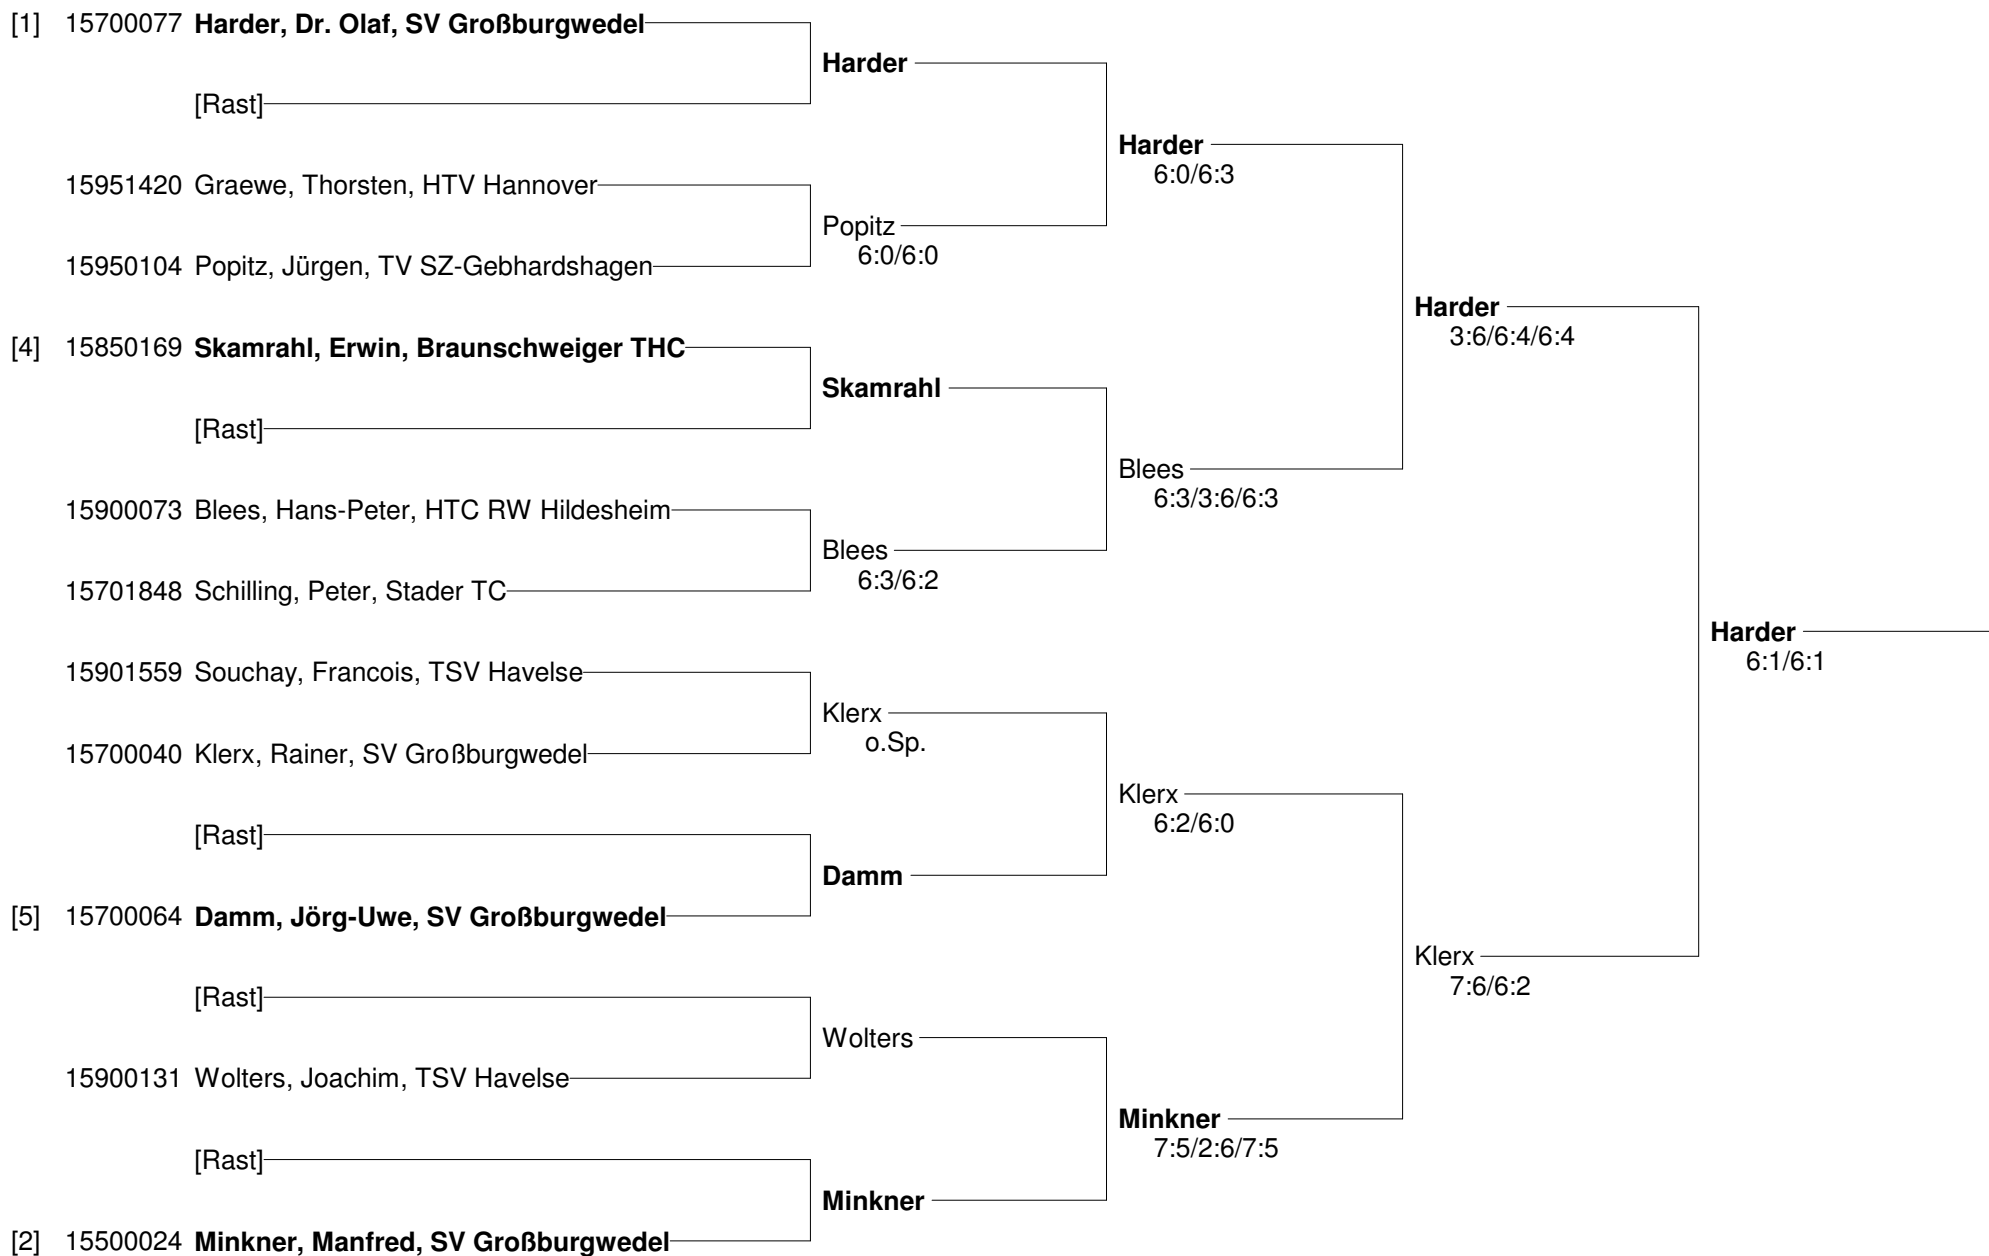 [1] 15700077 Harder, Dr. Olaf, SV Großburgwedel
Harder
[Rast]
Harder
6:0/6:3
15951420 Graewe, Thorsten, HTV Hannover
Popitz
6:0/6:0
15950104 Popitz, Jürgen, TV SZ-Gebhardshagen
Harder
3:6/6:4/6:4
[4] 15850169 Skamrahl, Erwin, Braunschweiger THC
Skamrahl
[Rast]
Blees
6:3/3:6/6:3
15900073 Blees, Hans-Peter, HTC RW Hildesheim
Blees
6:3/6:2
15701848 Schilling, Peter, Stader TC
Harder
6:1/6:1
15901559 Souchay, Francois, TSV Havelse
Klerx
o.Sp.
15700040 Klerx, Rainer, SV Großburgwedel
Klerx
6:2/6:0
[Rast]
Damm
[5] 15700064 Damm, Jörg-Uwe, SV Großburgwedel
Klerx
7:6/6:2
[Rast]
Wolters
15900131 Wolters, Joachim, TSV Havelse
Minkner
7:5/2:6/7:5
[Rast]
Minkner
[2] 15500024 Minkner, Manfred, SV Großburgwedel